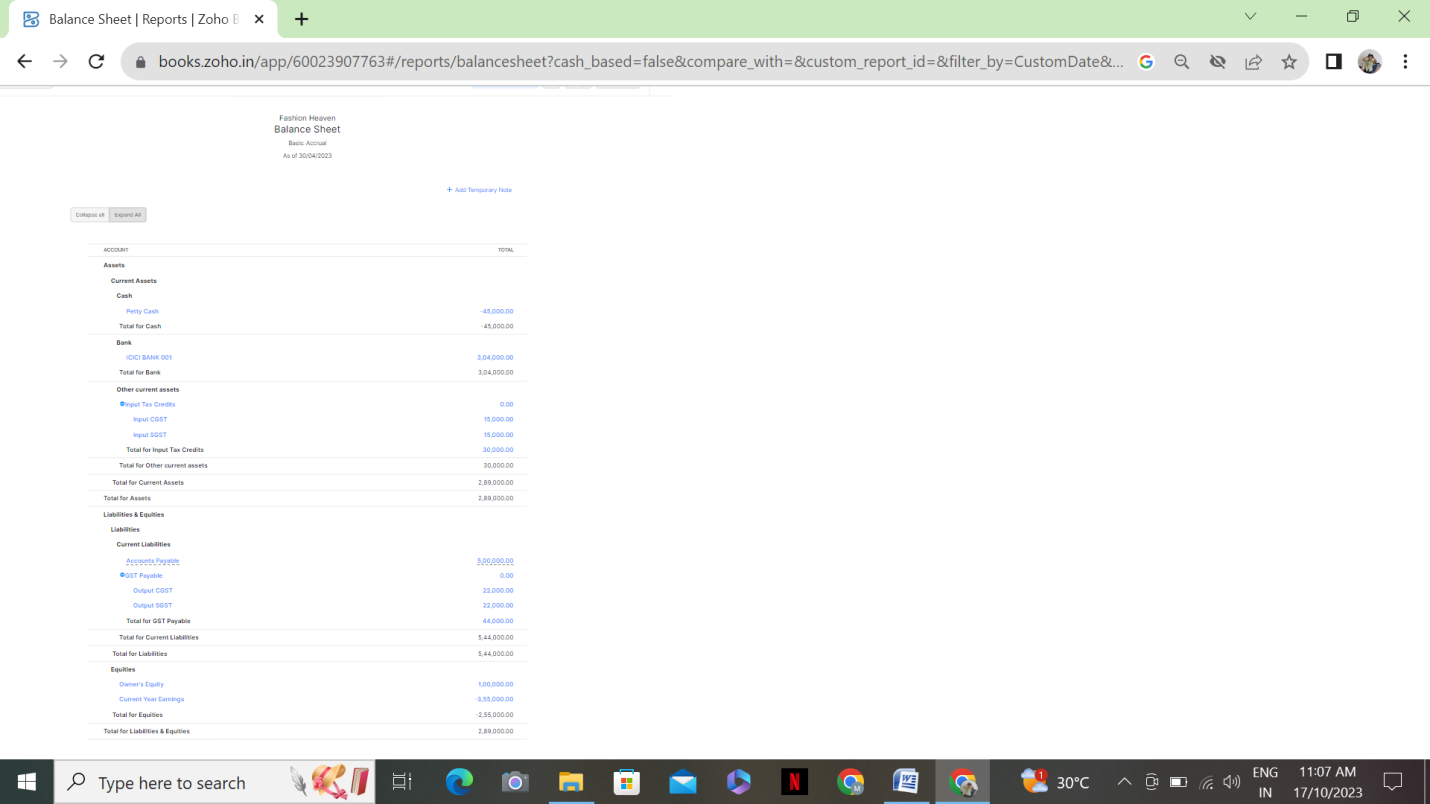 Balance Sheet | Reports | Zoho B
books.zoho.in/app/60023907763#/reports/balancesheet?cash_based=false&compare_with=&custom_report_id=&filter_by=CustomDate&...
Fashion Heaven
Balance Sheet
Basic Accrual
As of 30/04/2023
+ Add Temporary Note
Collapse all Expand All
ACCOUNT TOTAL
Assets
Current Assets
Cash
Petty Cash -45,000.00
Total for Cash -45,000.00
Bank
ICICI BANK 001 3,04,000.00
Total for Bank 3,04,000.00
Other current assets
Input Tax Credits 0.00
Input CGST 15,000.00
Input SGST 15,000.00
Total for Input Tax Credits 30,000.00
Total for Other current assets 30,000.00
Total for Current Assets 2,89,000.00
Total for Assets 2,89,000.00
Liabilities & Equities
Liabilities
Current Liabilities
Accounts Payable 5,00,000.00
GST Payable 0.00
Output CGST 22,000.00
Output SGST 22,000.00
Total for GST Payable 44,000.00
Total for Current Liabilities 5,44,000.00
Total for Liabilities 5,44,000.00
Equities
Owner's Equity 1,00,000.00
Current Year Earnings -3,55,000.00
Total for Equities -2,55,000.00
Total for Liabilities & Equities 2,89,000.00
Type here to search
1 30°C
ENG
IN
11:07 AM
17/10/2023